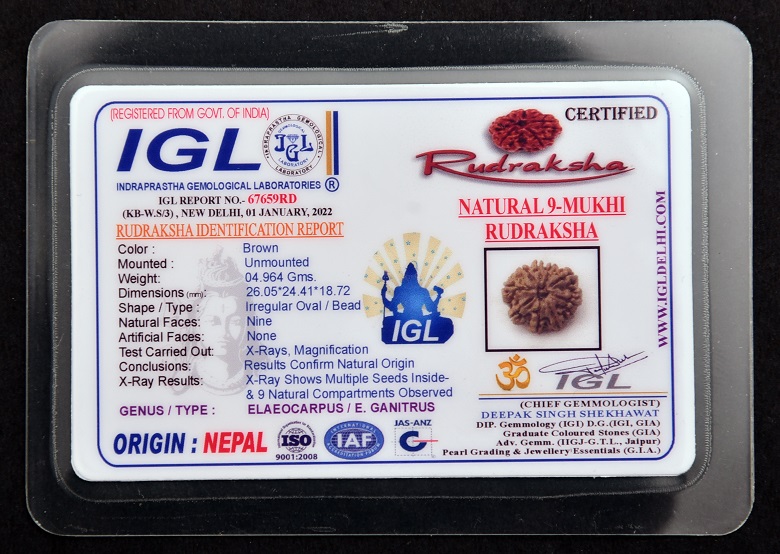 (REGISTERED FROM GOVT. OF INDIA)
IGL
INDRAPRASTHA GEMOLOGICAL LABORATORY
GEMMOLOGICAL
JGL
LABORATORY
INDRAPRASTHA GEMOLOGICAL LABORATORIES ®
IGL REPORT NO.- 67659RD
(KB-W.S/3) , NEW DELHI, 01 JANUARY, 2022
RUDRAKSHA IDENTIFICATION REPORT
Color : Brown
Mounted : Unmounted
Weight: 04.964 Gms.
Dimensions (mm): 26.05*24.41*18.72
Shape / Type : Irregular Oval / Bead
Natural Faces: Nine
Artificial Faces: None
Test Carried Out: X-Rays, Magnification
Conclusions: Results Confirm Natural Origin
X-Ray Results: X-Ray Shows Multiple Seeds Inside-
& 9 Natural Compartments Observed
GENUS / TYPE : ELAEOCARPUS / E. GANITRUS
ORIGIN : NEPAL
ISO
9001:2008
IAF
JAS-ANZ
IGL
CERTIFIED
Rudraksha
NATURAL 9-MUKHI
RUDRAKSHA
WWW.IGLDELHI.COM
ॐ
IGL
(CHIEF GEMMOLOGIST)
DEEPAK SINGH SHEKHAWAT
DIP. Gemmology (IGI) D.G.(IGI, GIA)
Graduate Coloured Stones (GIA)
Adv. Gemm. (IIGJ-G.T.L., Jaipur)
Pearl Grading & Jewellery Essentials (G.I.A.)